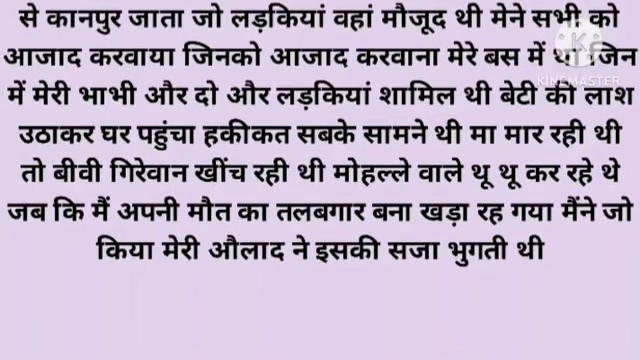 से कानपुर जाता जो लड़कियां वहां मौजूद थी मेने सभी को
आजाद करवाया जिनको आजाद करवाना मेरे बस में था जिन
में मेरी भाभी और दो और लड़कियां शामिल थी बेटी की लाश
उठाकर घर पहुंचा हकीकत सबके सामने थी मा मार रही थी
तो बीवी गिरेवान खींच रही थी मोहल्ले वाले थू थू कर रहे थे
जब कि मैं अपनी मौत का तलबगार बना खड़ा रह गया मैंने जो
किया मेरी औलाद ने इसकी सजा भुगती थी
KINEMASTER